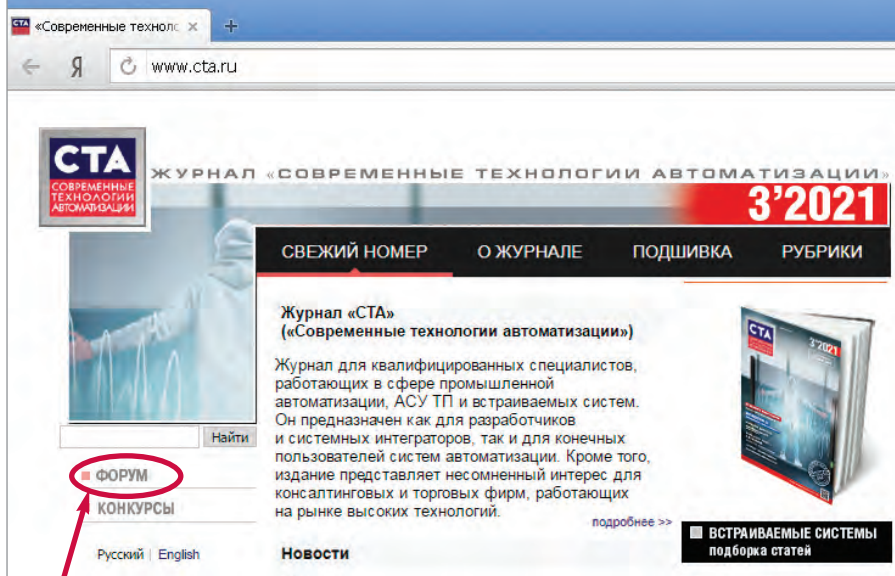 «Современные технолс
www.cta.ru
СТА
СОВРЕМЕННЫЕ
ТЕХНОЛОГИИ
АВТОМАТИЗАЦИИ
ЖУРНАЛ «СОВРЕМЕННЫЕ ТЕХНОЛОГИИ АВТОМАТИЗАЦИИ»
3’2021
СВЕЖИЙ НОМЕР О ЖУРНАЛЕ ПОДШИВКА РУБРИКИ
Журнал «СТА»
(«Современные технологии автоматизации»)
Журнал для квалифицированных специалистов,
работающих в сфере промышленной
автоматизации, АСУ ТП и встраиваемых систем.
Он предназначен как для разработчиков
и системных интеграторов, так и для конечных
пользователей систем автоматизации. Кроме того,
издание представляет несомненный интерес для
консалтинговых и торговых фирм, работающих
на рынке высоких технологий.
подробнее >>
Новости
Найти
ФОРУМ
КОНКУРСЫ
Русский | English
СТА
3’2021
ВСТРАИВАЕМЫЕ СИСТЕМЫ
подборка статей